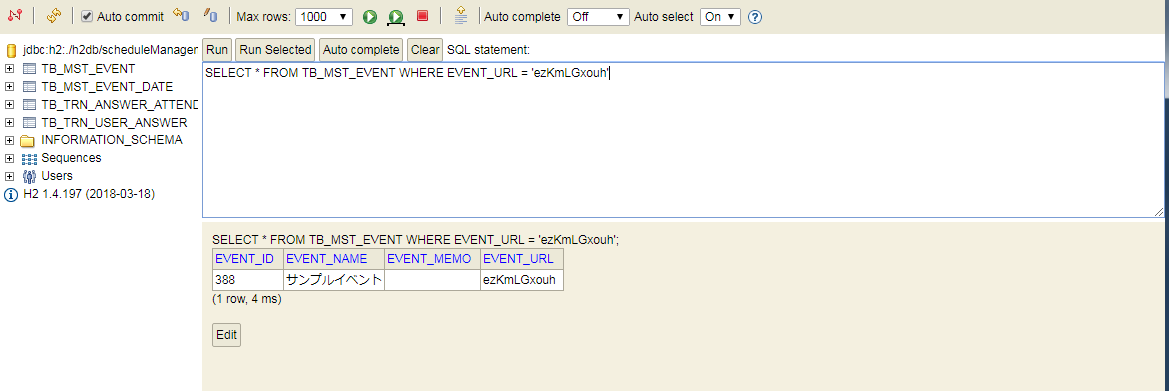 Auto commit Max rows: 1000 Auto complete Off Auto select On
jdbc:h2:./h2db/scheduleManager
TB_MST_EVENT
TB_MST_EVENT_DATE
TB_TRN_ANSWER_ATTEND
TB_TRN_USER_ANSWER
INFORMATION_SCHEMA
Sequences
Users
H2 1.4.197 (2018-03-18)
Run Run Selected Auto complete Clear SQL statement:
SELECT * FROM TB_MST_EVENT WHERE EVENT_URL = 'ezKmLGxouh'
SELECT * FROM TB_MST_EVENT WHERE EVENT_URL = 'ezKmLGxouh';
EVENT_ID EVENT_NAME EVENT_MEMO EVENT_URL
388 サンプルイベント ezKmLGxouh
(1 row, 4 ms)
Edit